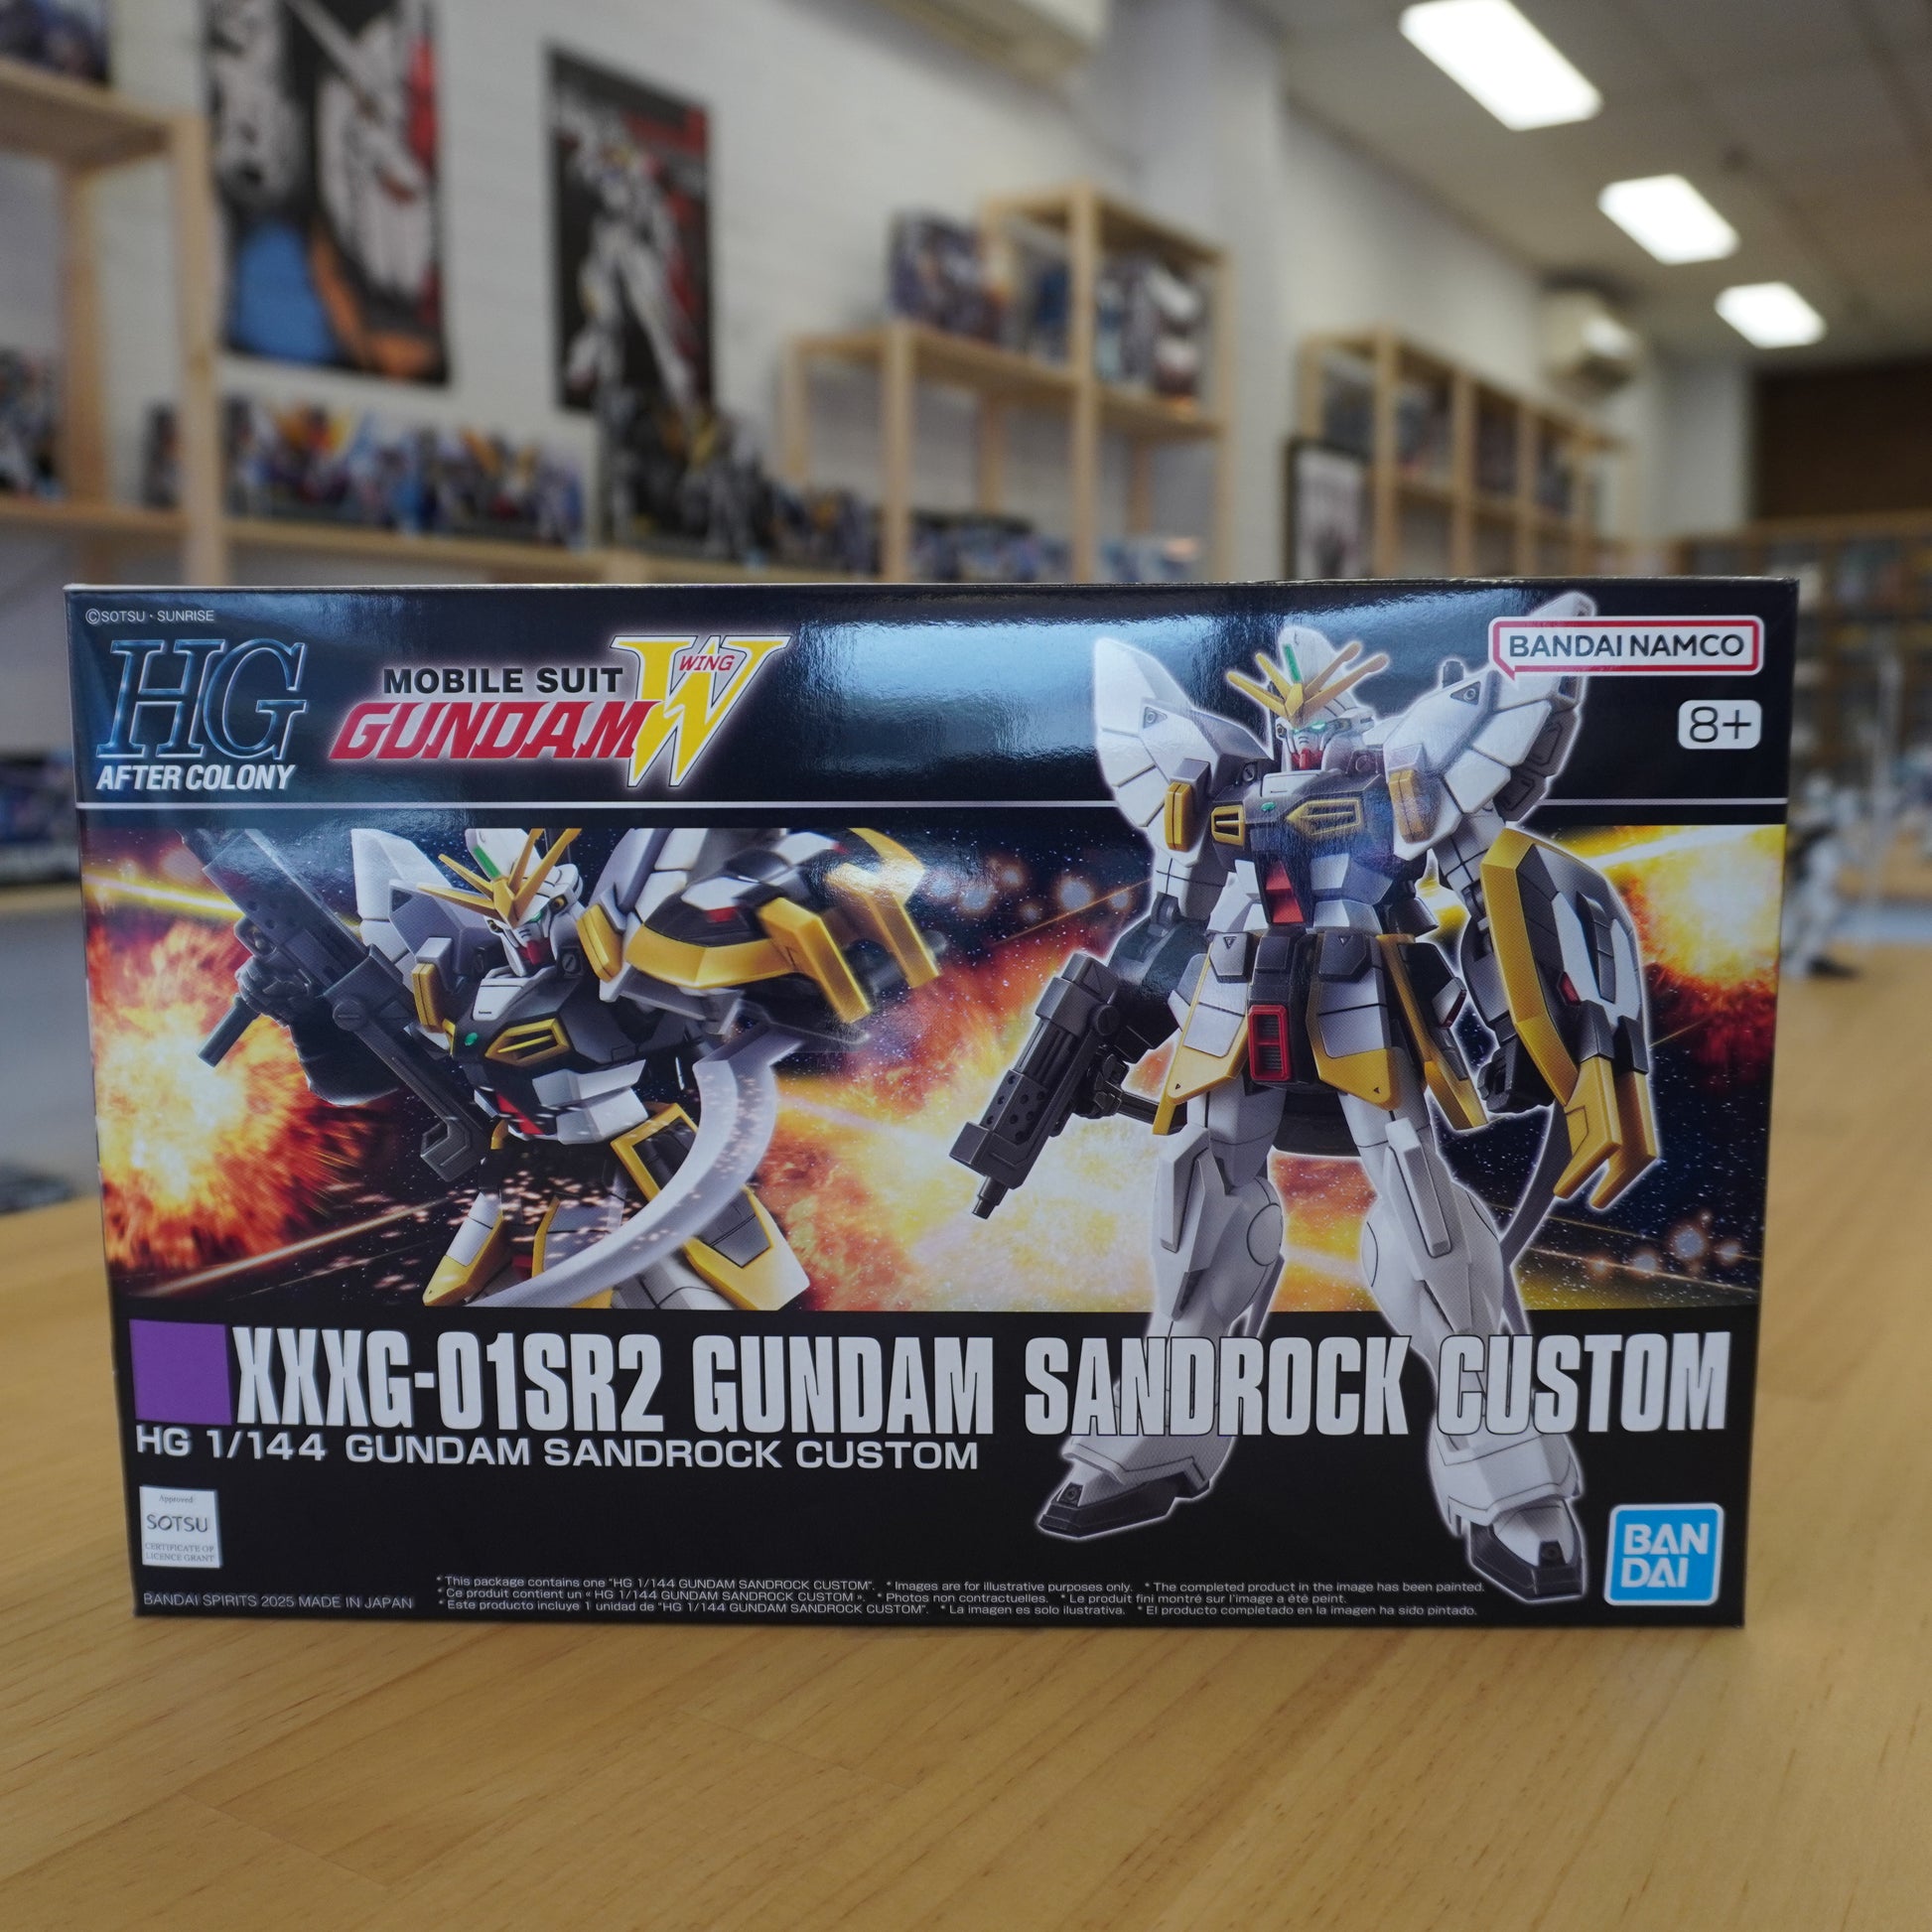 ©SOTSU・SUNRISE
HG
AFTER COLONY
MOBILE SUIT
GUNDAM W
WING
BANDAI NAMCO
8+
XXXG-01SR2 GUNDAM SANDROCK CUSTOM
HG 1/144 GUNDAM SANDROCK CUSTOM
Approved
SOTSU
CERTIFICATE OF
LICENCE GRANT
BANDAI SPIRITS 2025 MADE IN JAPAN
* This package contains one "HG 1/144 GUNDAM SANDROCK CUSTOM". * Images are for illustrative purposes only. * The completed product in the image has been painted.
* Ce produit contient un « HG 1/144 GUNDAM SANDROCK CUSTOM ». * Photos non contractuelles. * Le produit fini montré sur l'image a été peint.
* Este producto incluye 1 unidad de "HG 1/144 GUNDAM SANDROCK CUSTOM". * La imagen es solo ilustrativa. * El producto completado en la imagen ha sido pintado.
BAN
DAI